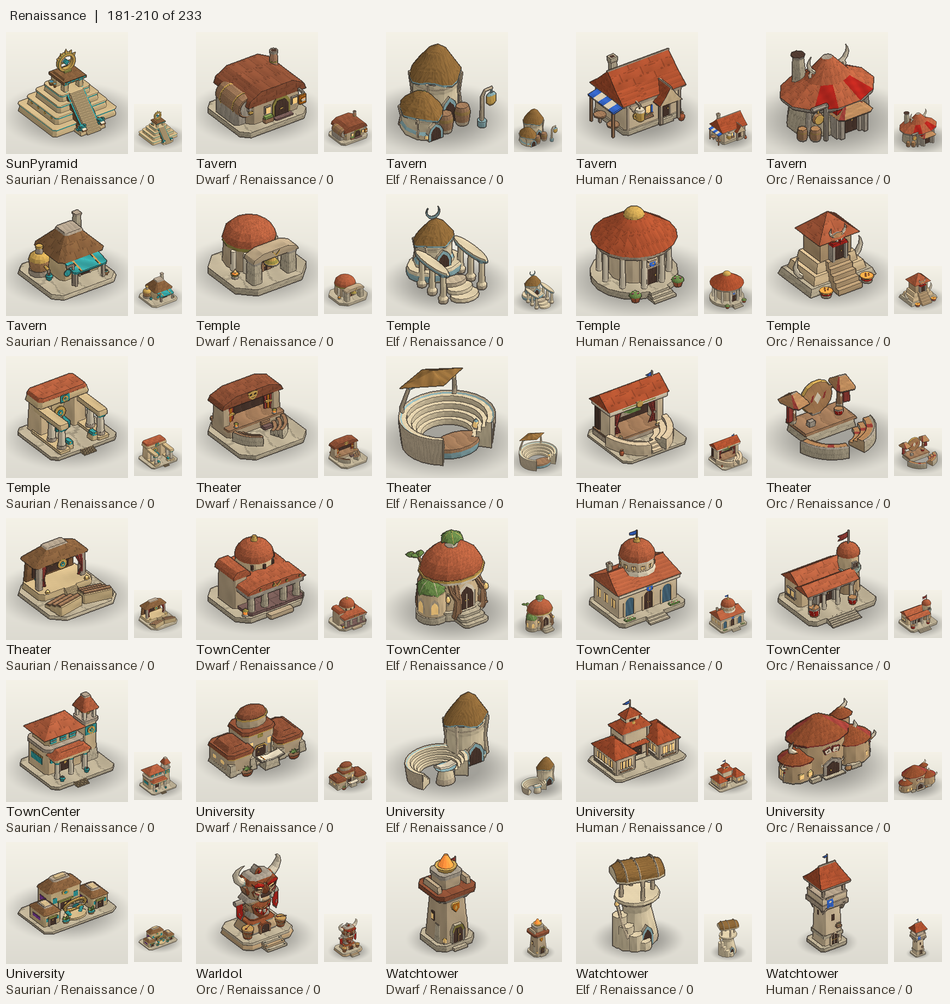 Renaissance | 181-210 of 233
SunPyramid
Saurian / Renaissance / 0
Tavern
Dwarf / Renaissance / 0
Tavern
Elf / Renaissance / 0
Tavern
Human / Renaissance / 0
Tavern
Orc / Renaissance / 0
Tavern
Saurian / Renaissance / 0
Temple
Dwarf / Renaissance / 0
Temple
Elf / Renaissance / 0
Temple
Human / Renaissance / 0
Temple
Orc / Renaissance / 0
Temple
Saurian / Renaissance / 0
Theater
Dwarf / Renaissance / 0
Theater
Elf / Renaissance / 0
Theater
Human / Renaissance / 0
Theater
Orc / Renaissance / 0
Theater
Saurian / Renaissance / 0
TownCenter
Dwarf / Renaissance / 0
TownCenter
Elf / Renaissance / 0
TownCenter
Human / Renaissance / 0
TownCenter
Orc / Renaissance / 0
TownCenter
Saurian / Renaissance / 0
University
Dwarf / Renaissance / 0
University
Elf / Renaissance / 0
University
Human / Renaissance / 0
University
Orc / Renaissance / 0
University
Saurian / Renaissance / 0
WarIdol
Orc / Renaissance / 0
Watchtower
Dwarf / Renaissance / 0
Watchtower
Elf / Renaissance / 0
Watchtower
Human / Renaissance / 0